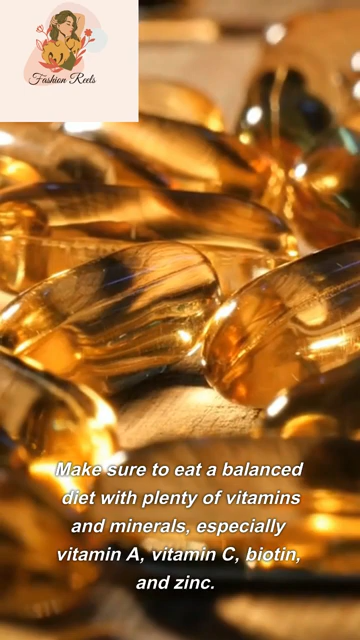 Fashion Reels
Make sure to eat a balanced
diet with plenty of vitamins
and minerals, especially
vitamin A, vitamin C, biotin,
and zinc.